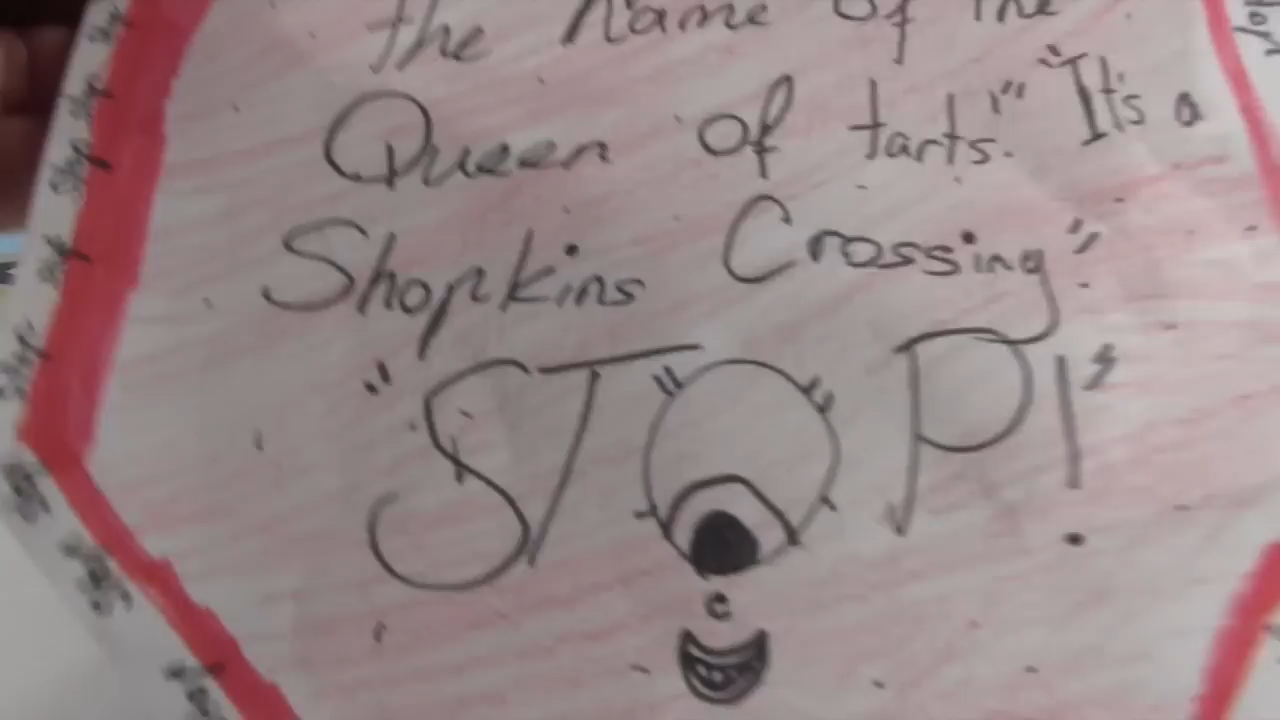 the name of the
Queen of tarts!" "It's a
Shopkins Crossing".
"STOP!"